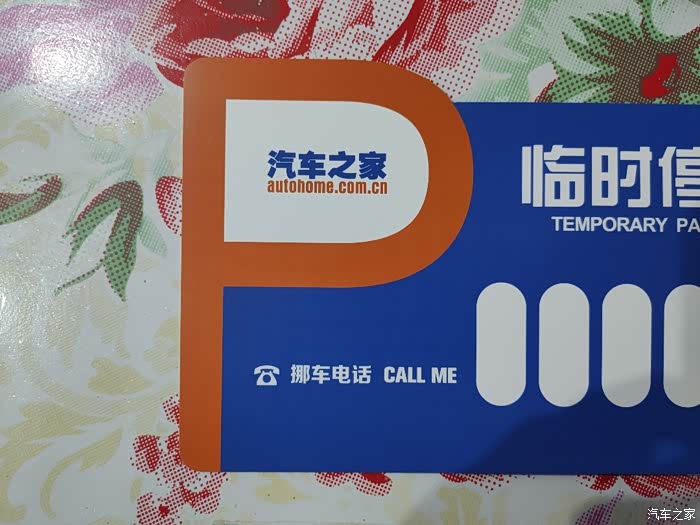 汽车之家
autohome.com.cn
临时停
TEMPORARY PA
挪车电话 CALL ME
汽车之家